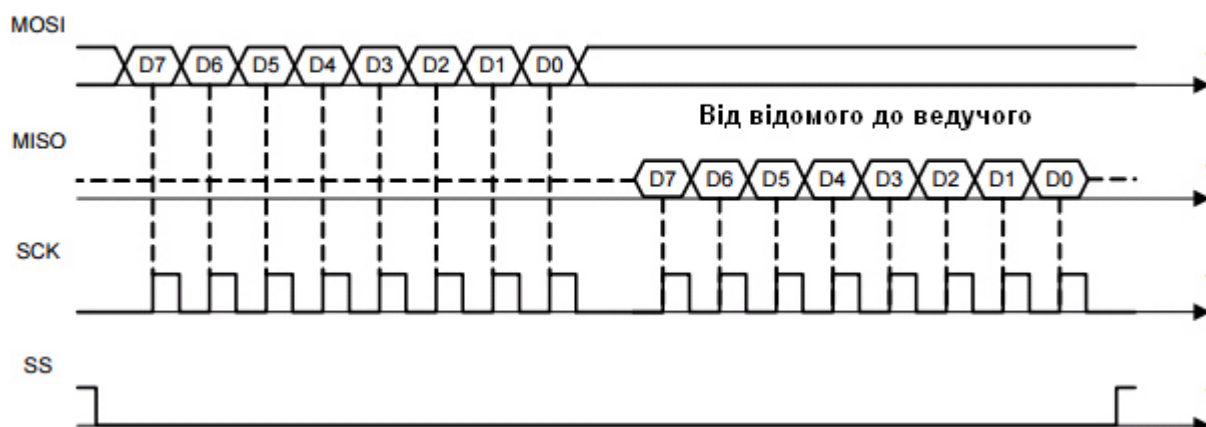 MOSI
D7 D6 D5 D4 D3 D2 D1 D0
Від відомого до ведучого
MISO
D7 D6 D5 D4 D3 D2 D1 D0
SCK
SS